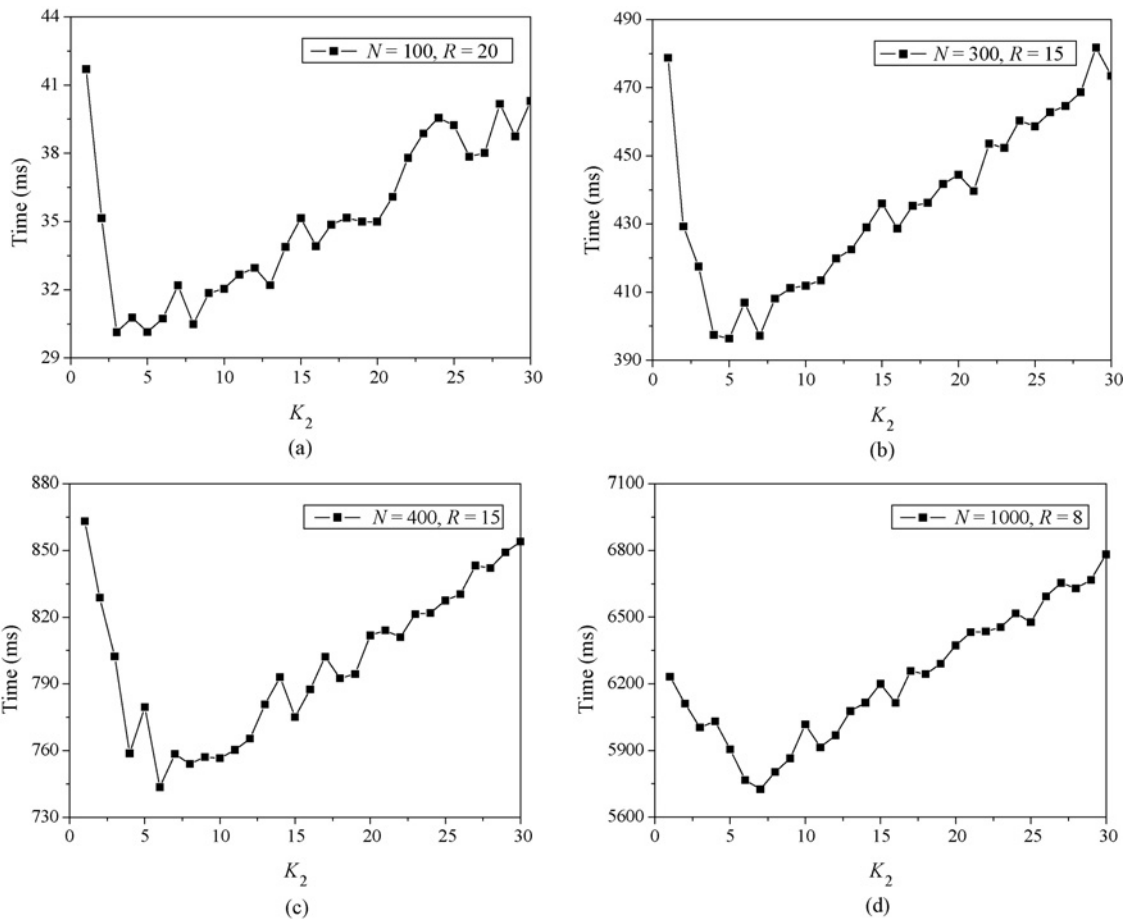 44
41
38
35
32
29
Time (ms)
N = 100, R = 20
0 5 10 15 20 25 30
K2
(a)
490
470
450
430
410
390
Time (ms)
N = 300, R = 15
0 5 10 15 20 25 30
K2
(b)
880
850
820
790
760
730
Time (ms)
N = 400, R = 15
0 5 10 15 20 25 30
K2
(c)
7100
6800
6500
6200
5900
5600
Time (ms)
N = 1000, R = 8
0 5 10 15 20 25 30
K2
(d)